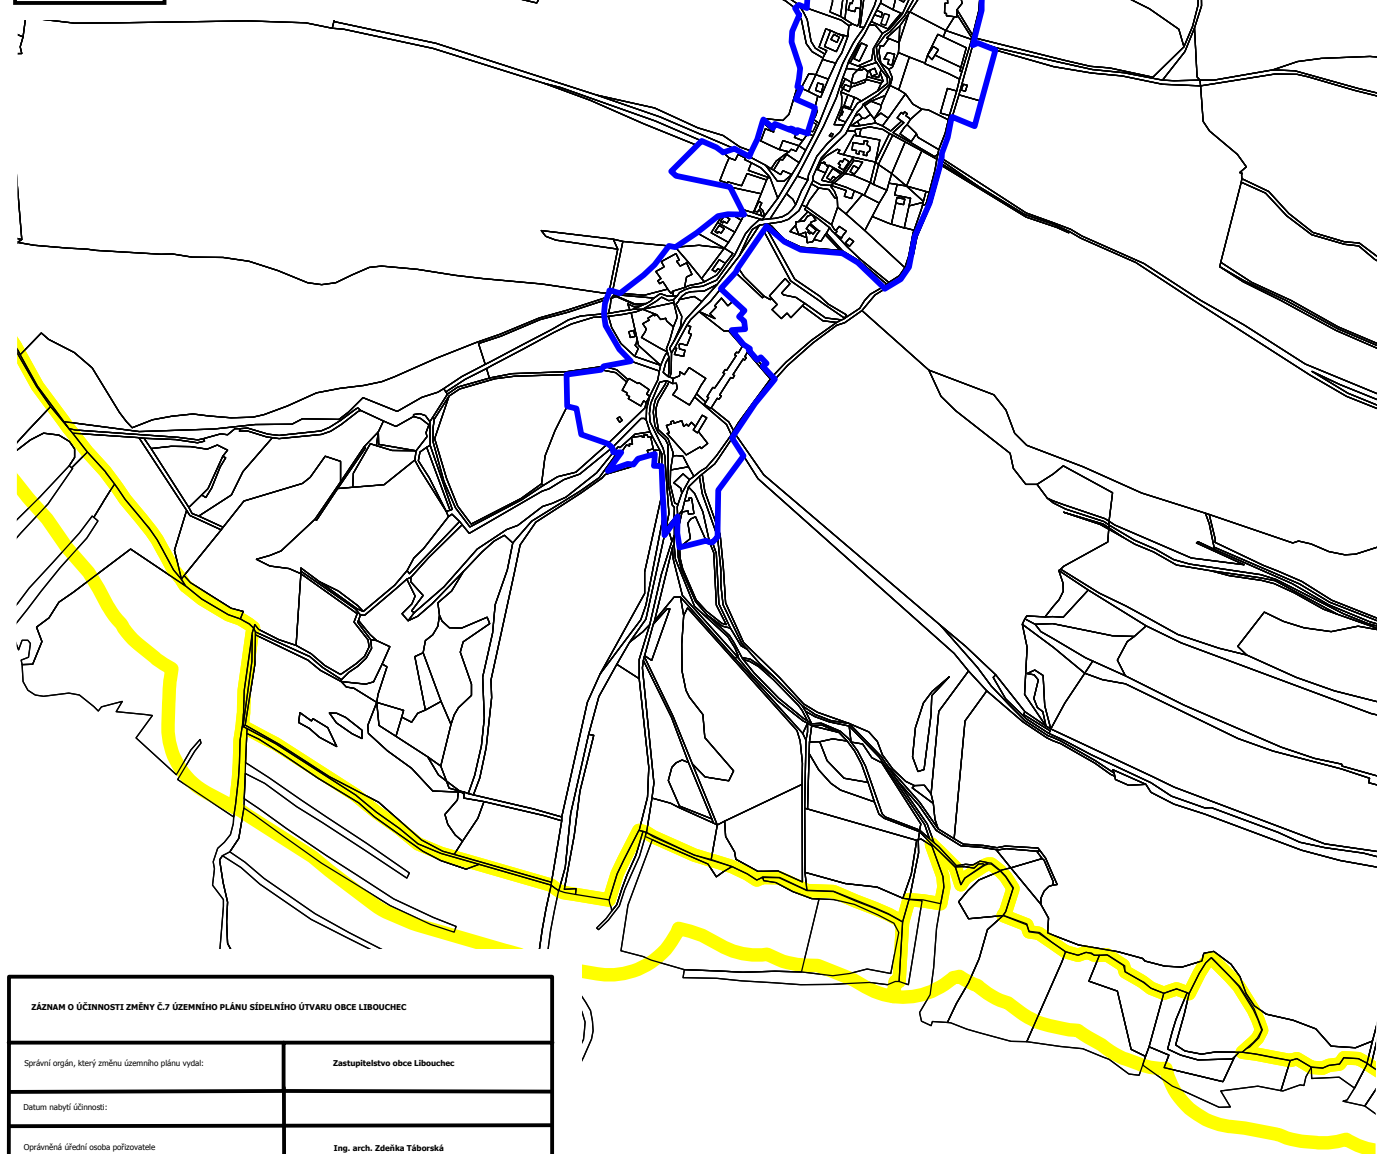 ZÁZNAM O ÚČINNOSTI ZMĚNY Č.7 ÚZEMNÍHO PLÁNU SÍDELNÍHO ÚTVARU OBCE LIBOUCHEC
Správní orgán, který změnu územního plánu vydal:
Zastupitelstvo obce Libouchec
Datum nabytí účinnosti:
Oprávněná úřední osoba pořizovatele
Ing. arch. Zdeňka Táborská